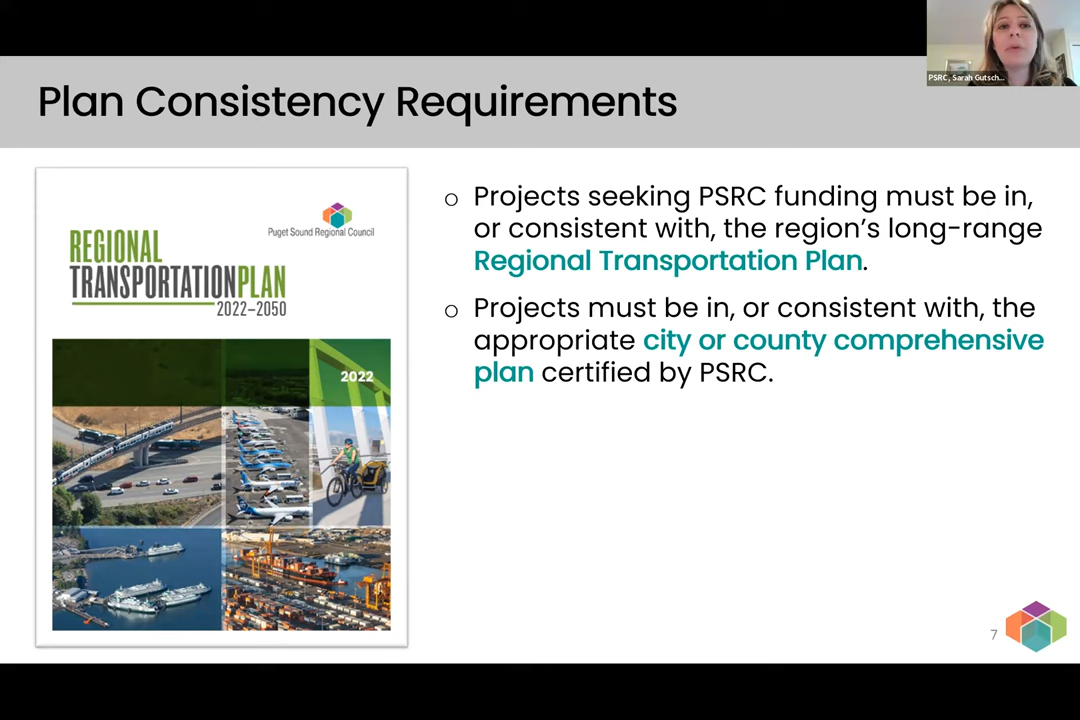 PSRC, Sarah Gutsch...
Plan Consistency Requirements
Puget Sound Regional Council
REGIONAL
TRANSPORTATIONPLAN
2022–2050
2022
o Projects seeking PSRC funding must be in,
or consistent with, the region's long-range
Regional Transportation Plan.
o Projects must be in, or consistent with, the
appropriate city or county comprehensive
plan certified by PSRC.
7